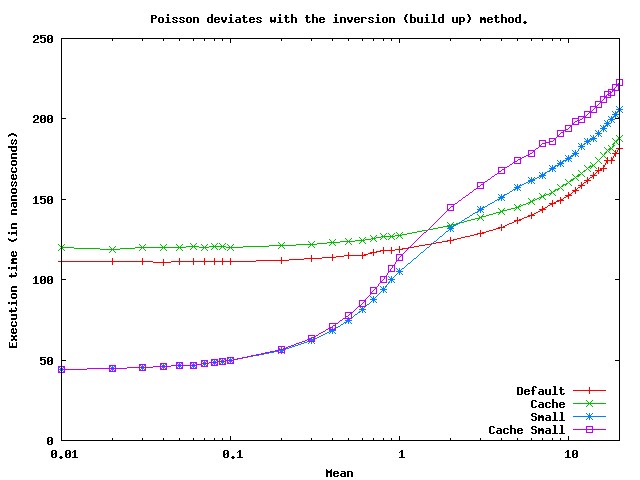 Poisson deviates with the inversion (build up) method.
250
200
150
100
50
0
Execution time (in nanoseconds)
0.01 0.1 1 10
Mean
Default
Cache
Small
Cache Small